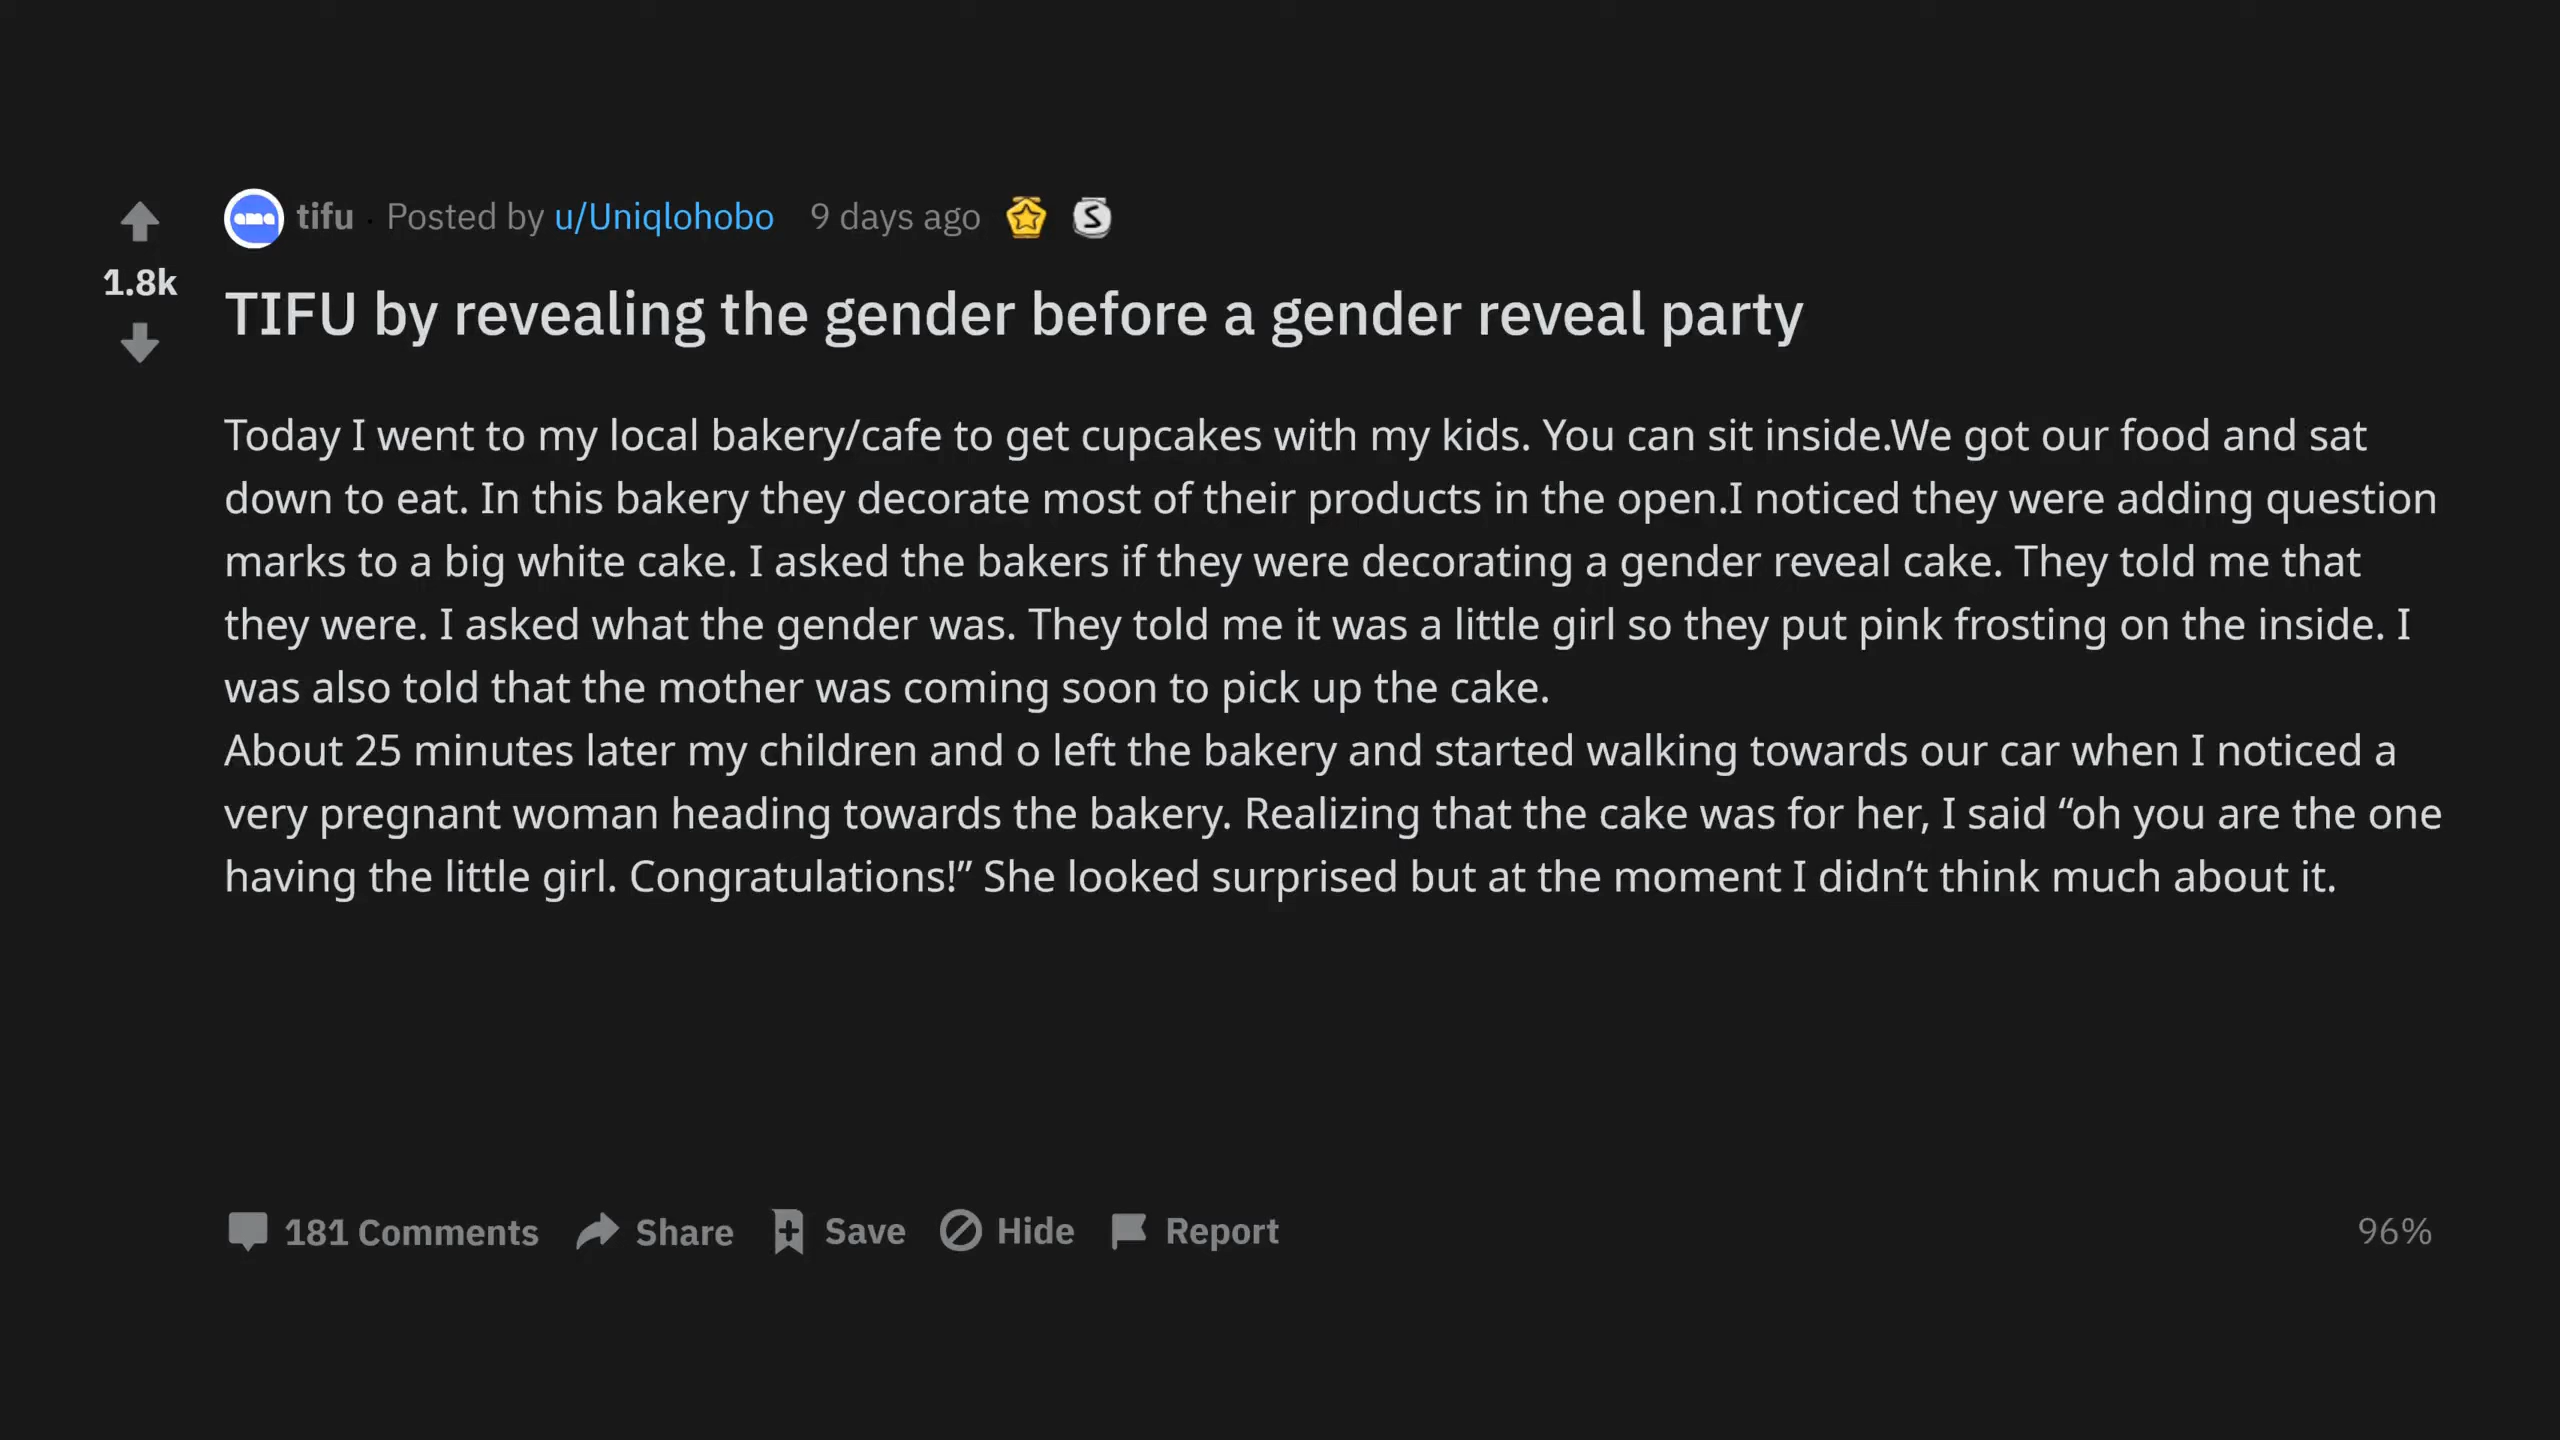 ama tifu · Posted by u/Uniqlohobo 9 days ago S
1.8k
TIFU by revealing the gender before a gender reveal party
Today I went to my local bakery/cafe to get cupcakes with my kids. You can sit inside.We got our food and sat
down to eat. In this bakery they decorate most of their products in the open.I noticed they were adding question
marks to a big white cake. I asked the bakers if they were decorating a gender reveal cake. They told me that
they were. I asked what the gender was. They told me it was a little girl so they put pink frosting on the inside. I
was also told that the mother was coming soon to pick up the cake.
About 25 minutes later my children and o left the bakery and started walking towards our car when I noticed a
very pregnant woman heading towards the bakery. Realizing that the cake was for her, I said “oh you are the one
having the little girl. Congratulations!” She looked surprised but at the moment I didn’t think much about it.
181 Comments Share Save Hide Report 96%